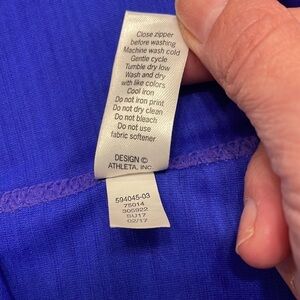 Close zipper
before washing
Machine wash cold
Gentle cycle
Tumble dry low
Wash and dry
with like colors
Cool iron
Do not iron print
Do not dry clean
Do not bleach
Do not use
fabric softener
DESIGN ©
ATHLETA, INC.
594045-03
75014
305922
SU17
02/17